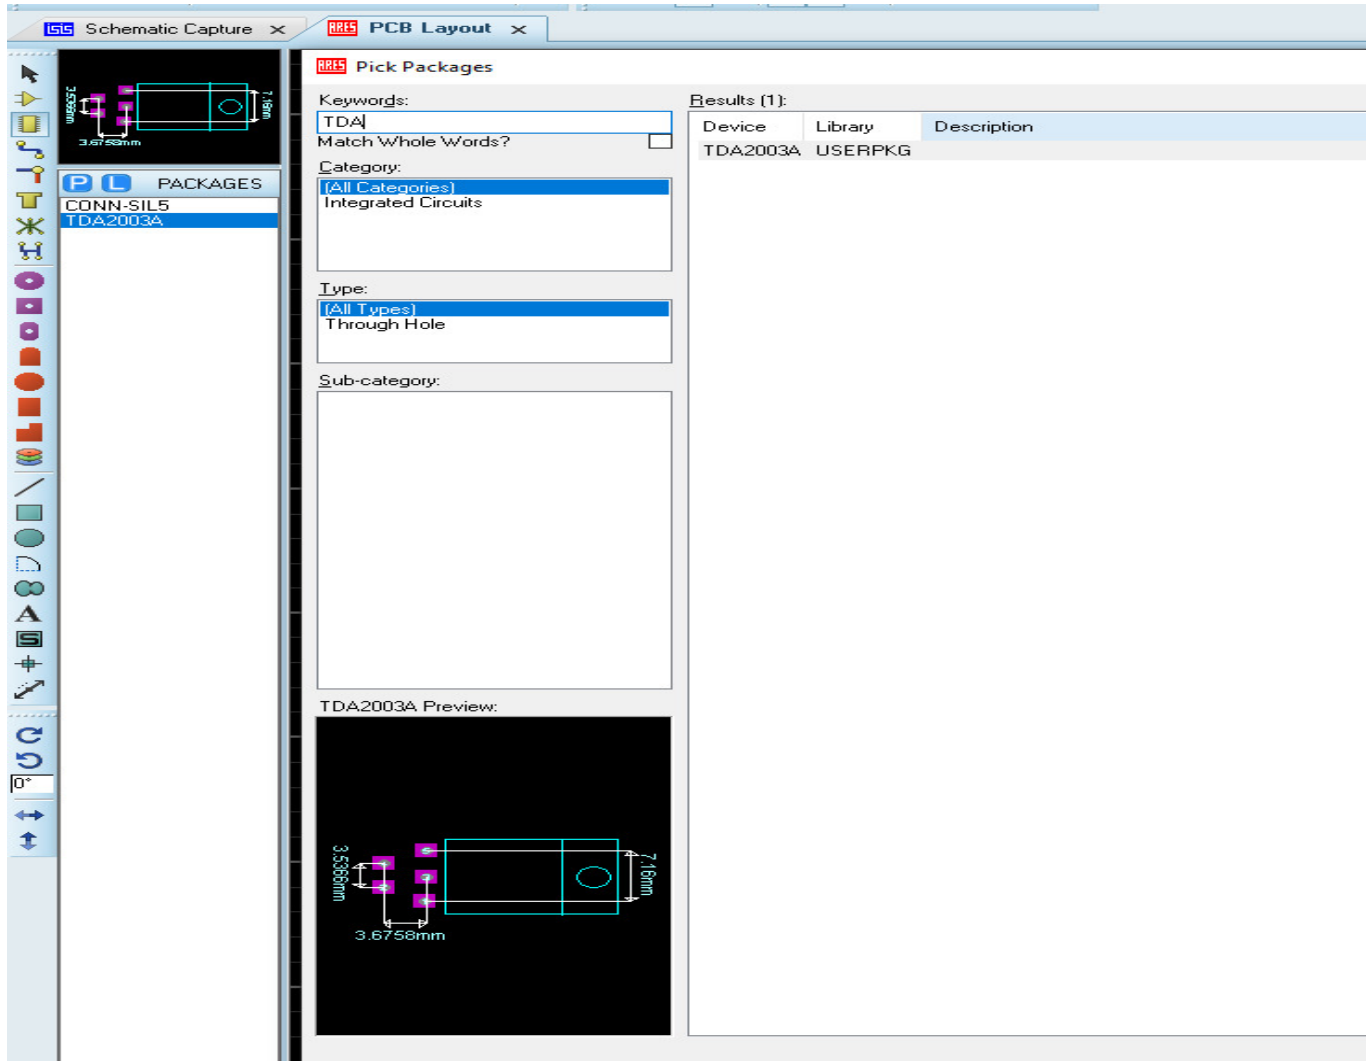 ISIS Schematic Capture ×
ARES PCB Layout ×
ARES Pick Packages
3.5366mm
7.16mm
3.6758mm
P L PACKAGES
CONN-SIL5
TDA2003A
0°
Keywords:
TDA
Match Whole Words?
Category:
(All Categories)
Integrated Circuits
Type:
(All Types)
Through Hole
Sub-category:
TDA2003A Preview:
3.5366mm
7.16mm
3.6758mm
Results (1):
Device Library Description
TDA2003A USERPKG